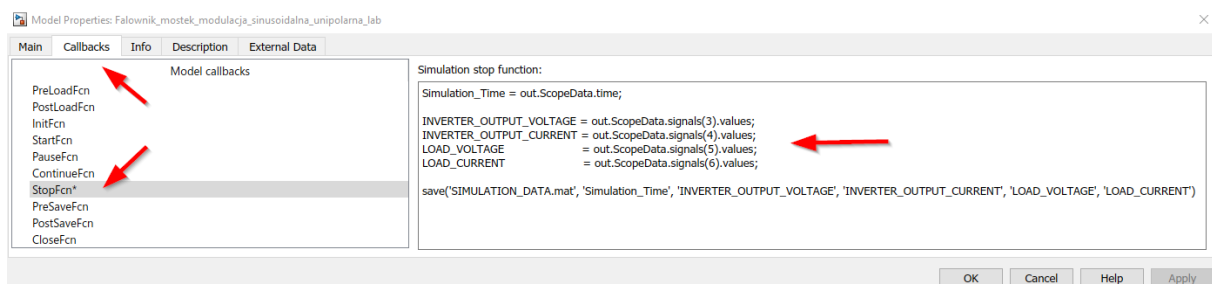 Model Properties: Falownik_mostek_modulacja_sinusoidalna_unipolarna_lab
Main Callbacks Info Description External Data
Model callbacks
PreLoadFcn
PostLoadFcn
InitFcn
StartFcn
PauseFcn
ContinueFcn
StopFcn*
PreSaveFcn
PostSaveFcn
CloseFcn
Simulation stop function:
Simulation_Time = out.ScopeData.time;
INVERTER_OUTPUT_VOLTAGE = out.ScopeData.signals(3).values;
INVERTER_OUTPUT_CURRENT = out.ScopeData.signals(4).values;
LOAD_VOLTAGE = out.ScopeData.signals(5).values;
LOAD_CURRENT = out.ScopeData.signals(6).values;
save('SIMULATION_DATA.mat', 'Simulation_Time', 'INVERTER_OUTPUT_VOLTAGE', 'INVERTER_OUTPUT_CURRENT', 'LOAD_VOLTAGE', 'LOAD_CURRENT')
OK Cancel Help Apply